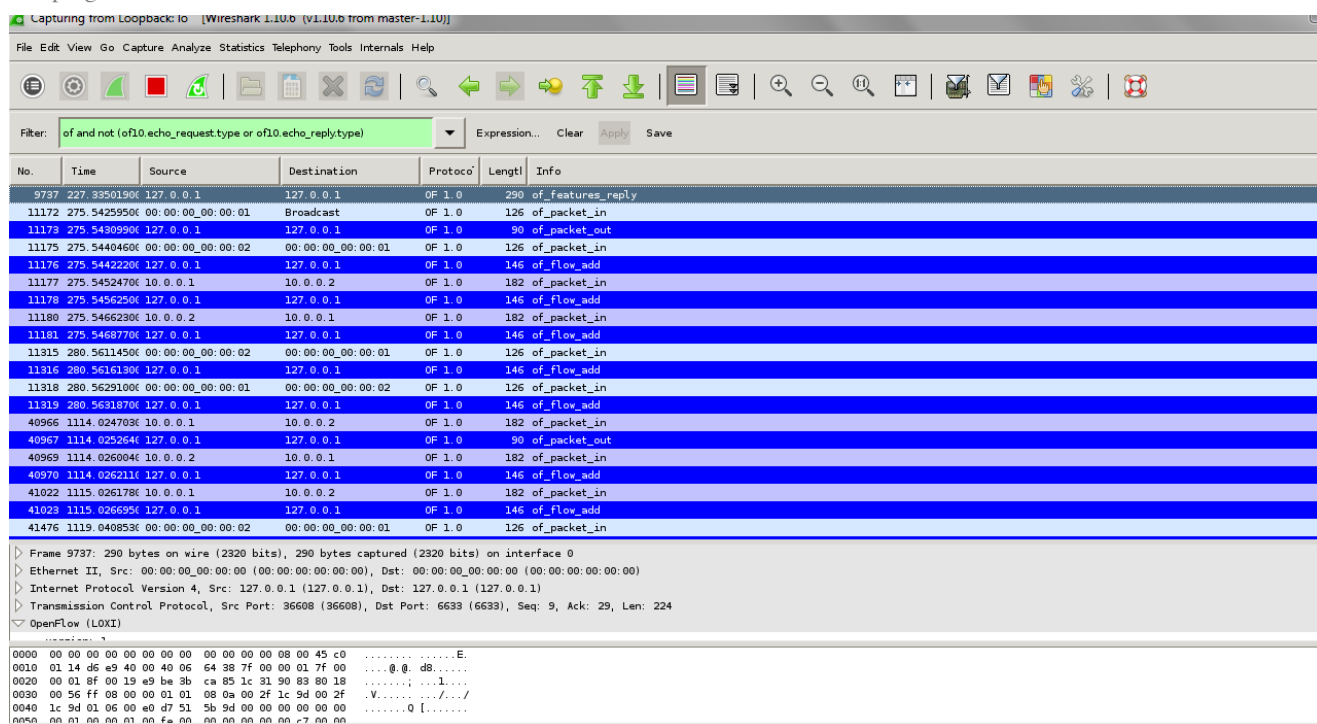 Capturing from Loopback: lo [Wireshark 1.10.6 (v1.10.6 from master-1.10)]
File Edit View Go Capture Analyze Statistics Telephony Tools Internals Help
Filter: of and not (of10.echo_request.type or of10.echo_reply.type) Expression... Clear Apply Save
No. Time Source Destination Protoco Lengtl Info
9737 227.33501900 127.0.0.1 127.0.0.1 OF 1.0 290 of_features_reply
11172 275.54259500 00:00:00_00:00:01 Broadcast OF 1.0 126 of_packet_in
11173 275.54309900 127.0.0.1 127.0.0.1 OF 1.0 90 of_packet_out
11175 275.54404600 00:00:00_00:00:02 00:00:00_00:00:01 OF 1.0 126 of_packet_in
11176 275.54422200 127.0.0.1 127.0.0.1 OF 1.0 146 of_flow_add
11177 275.54524700 10.0.0.1 10.0.0.2 OF 1.0 182 of_packet_in
11178 275.54562500 127.0.0.1 127.0.0.1 OF 1.0 146 of_flow_add
11180 275.54662300 10.0.0.2 10.0.0.1 OF 1.0 182 of_packet_in
11181 275.54687700 127.0.0.1 127.0.0.1 OF 1.0 146 of_flow_add
11315 280.56114500 00:00:00_00:00:02 00:00:00_00:00:01 OF 1.0 126 of_packet_in
11316 280.56161300 127.0.0.1 127.0.0.1 OF 1.0 146 of_flow_add
11318 280.56291000 00:00:00_00:00:01 00:00:00_00:00:02 OF 1.0 126 of_packet_in
11319 280.56318700 127.0.0.1 127.0.0.1 OF 1.0 146 of_flow_add
40966 1114.0247030 10.0.0.1 10.0.0.2 OF 1.0 182 of_packet_in
40967 1114.0252640 127.0.0.1 127.0.0.1 OF 1.0 90 of_packet_out
40969 1114.0260040 10.0.0.2 10.0.0.1 OF 1.0 182 of_packet_in
40970 1114.0262110 127.0.0.1 127.0.0.1 OF 1.0 146 of_flow_add
41022 1115.0261780 10.0.0.1 10.0.0.2 OF 1.0 182 of_packet_in
41023 1115.0266950 127.0.0.1 127.0.0.1 OF 1.0 146 of_flow_add
41476 1119.0408530 00:00:00_00:00:02 00:00:00_00:00:01 OF 1.0 126 of_packet_in
Frame 9737: 290 bytes on wire (2320 bits), 290 bytes captured (2320 bits) on interface 0
Ethernet II, Src: 00:00:00_00:00:00 (00:00:00:00:00:00), Dst: 00:00:00_00:00:00 (00:00:00:00:00:00)
Internet Protocol Version 4, Src: 127.0.0.1 (127.0.0.1), Dst: 127.0.0.1 (127.0.0.1)
Transmission Control Protocol, Src Port: 36608 (36608), Dst Port: 6633 (6633), Seq: 9, Ack: 29, Len: 224
OpenFlow (LOXI)
0000 00 00 00 00 00 00 00 00 00 00 00 00 08 00 45 c0 ........ ......E.
0010 01 14 d6 e9 40 00 40 06 64 38 7f 00 00 01 7f 00 ....@.@. d8......
0020 00 01 8f 00 19 e9 be 3b ca 85 1c 31 90 83 80 18 .......; ...1....
0030 00 56 ff 08 00 00 01 01 08 0a 00 2f 1c 9d 00 2f .V...... .../.../
0040 1c 9d 01 06 00 e0 d7 51 5b 9d 00 00 00 00 00 00 .......Q [.......
0050 00 01 00 00 01 00 fe 00 00 00 00 00 00 c7 00 00